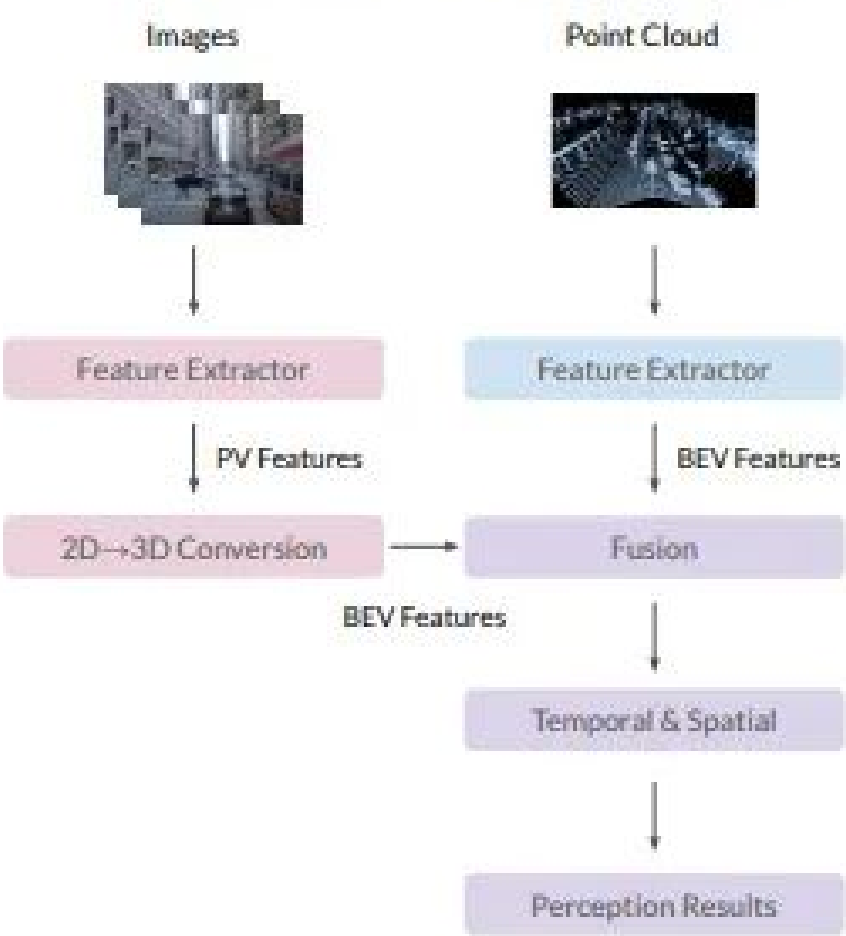 Images
Point Cloud
Feature Extractor
Feature Extractor
PV Features
BEV Features
2D→3D Conversion
Fusion
BEV Features
Temporal & Spatial
Perception Results